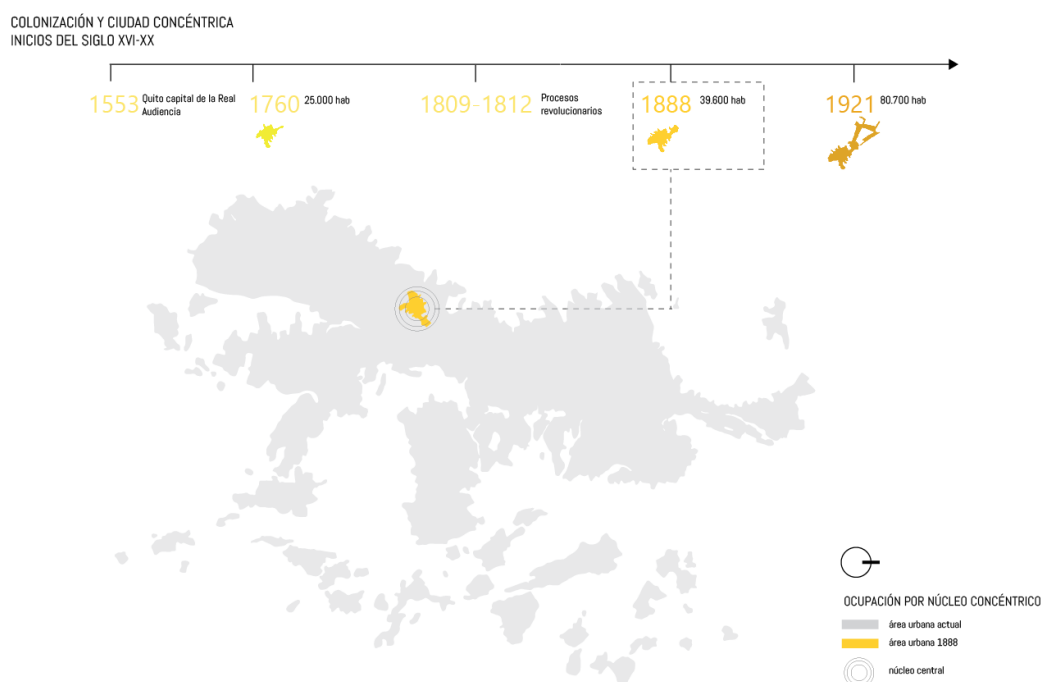 COLONIZACIÓN Y CIUDAD CONCÉNTRICA
INICIOS DEL SIGLO XVI-XX
1553 Quito capital de la Real
Audiencia
1760 25.000 hab
1809-1812 Procesos
revolucionarios
1888 39.600 hab
1921 80.700 hab
OCUPACIÓN POR NÚCLEO CONCÉNTRICO
área urbana actual
área urbana 1888
núcleo central